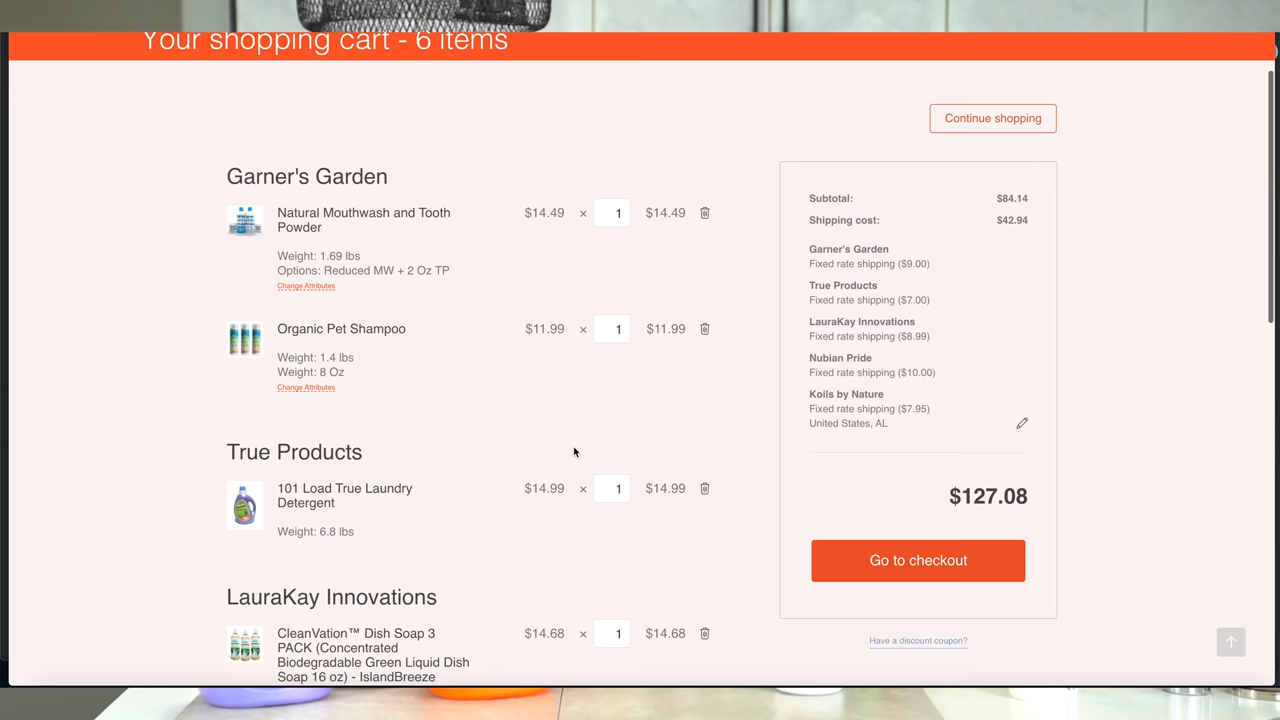 Your shopping cart - 6 items
Continue shopping
Garner's Garden
Natural Mouthwash and Tooth
Powder
$14.49 × 1 $14.49
Weight: 1.69 lbs
Options: Reduced MW + 2 Oz TP
Change Attributes
Organic Pet Shampoo
$11.99 × 1 $11.99
Weight: 1.4 lbs
Weight: 8 Oz
Change Attributes
True Products
101 Load True Laundry
Detergent
$14.99 × 1 $14.99
Weight: 6.8 lbs
LauraKay Innovations
CleanVation™ Dish Soap 3
PACK (Concentrated
Biodegradable Green Liquid Dish
Soap 16 oz) - IslandBreeze
$14.68 × 1 $14.68
Subtotal: $84.14
Shipping cost: $42.94
Garner's Garden
Fixed rate shipping ($9.00)
True Products
Fixed rate shipping ($7.00)
LauraKay Innovations
Fixed rate shipping ($8.99)
Nubian Pride
Fixed rate shipping ($10.00)
Koils by Nature
Fixed rate shipping ($7.95)
United States, AL
$127.08
Go to checkout
Have a discount coupon?